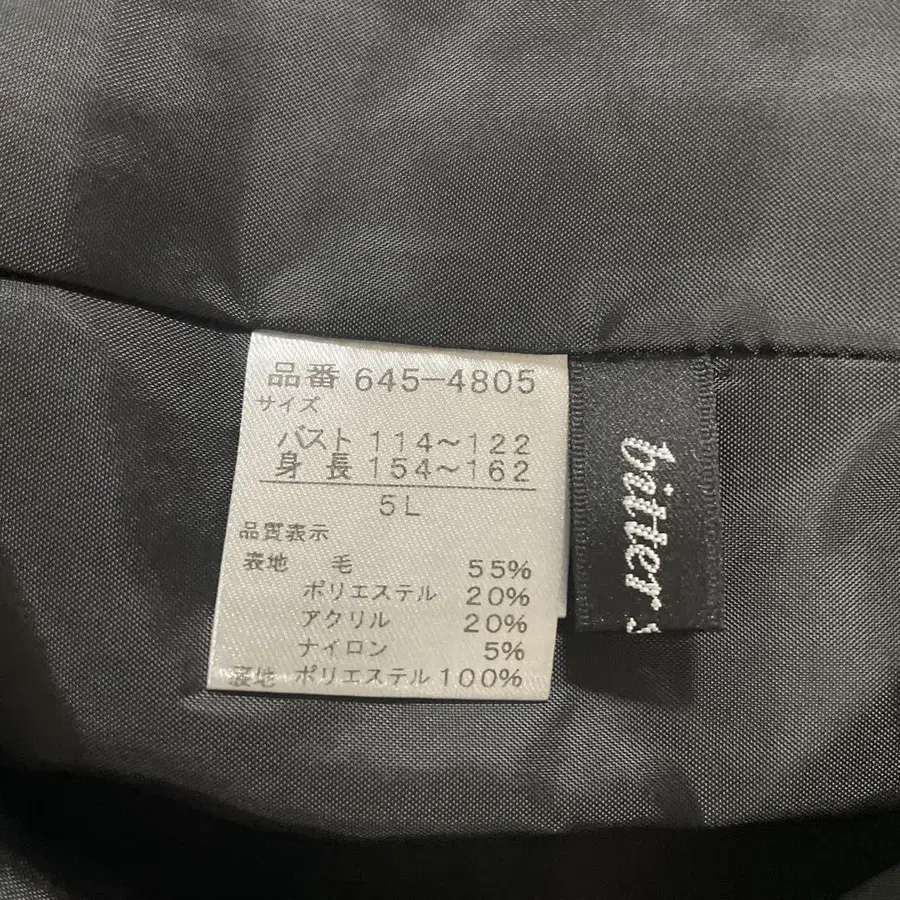 品番 645-4805
サイズ
バスト 114～122
身 長 154～162
5L
品質表示
表地 毛 55%
ポリエステル 20%
アクリル 20%
ナイロン 5%
裏地 ポリエステル 100%
bitter